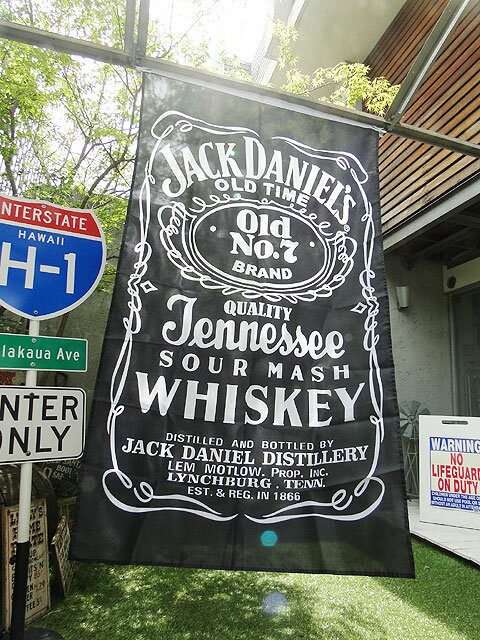 JACK DANIEL'S
OLD TIME
Old
No.7
BRAND
QUALITY
Tennessee
SOUR MASH
WHISKEY
DISTILLED AND BOTTLED BY
JACK DANIEL DISTILLERY
LEM MOTLOW, PROP. INC.
LYNCHBURG, TENN.
EST. & REG. IN 1866
INTERSTATE
HAWAII
H-1
lakaua Ave
NTER
ONLY
WARNING
NO
LIFEGUARD
ON DUTY